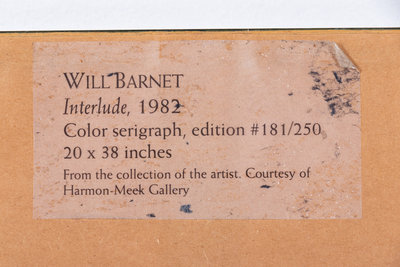 WILL BARNET
Interlude, 1982
Color serigraph, edition #181/250
20 x 38 inches
From the collection of the artist. Courtesy of
Harmon-Meek Gallery